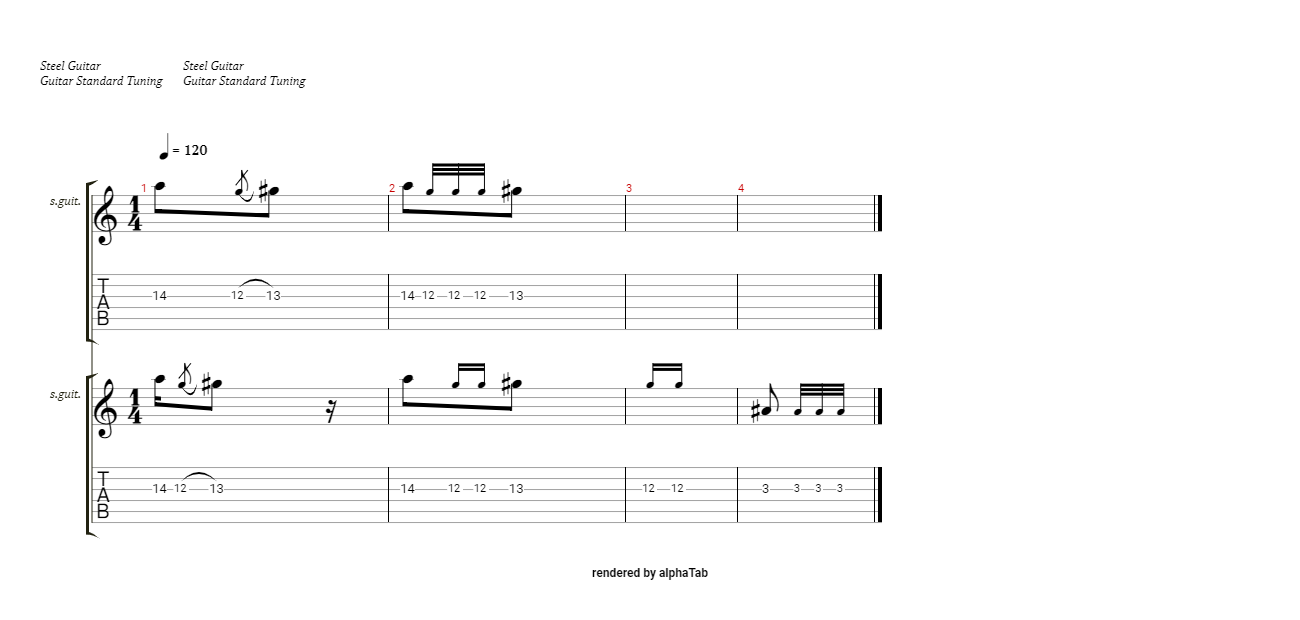 Steel Guitar Steel Guitar
Guitar Standard Tuning Guitar Standard Tuning
= 120
1 2 3 4
s.guit.
1
4
T
A
B
14 12 13 14 12 12 12 13
s.guit.
1
4
T
A
B
14 12 13 14 12 12 13 12 12 3 3 3 3
rendered by alphaTab